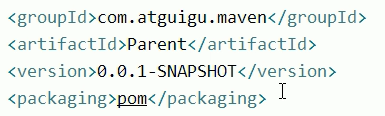 <groupId>com.atguigu.maven</groupId>
<artifactId>Parent</artifactId>
<version>0.0.1-SNAPSHOT</version>
<packaging>pom</packaging>